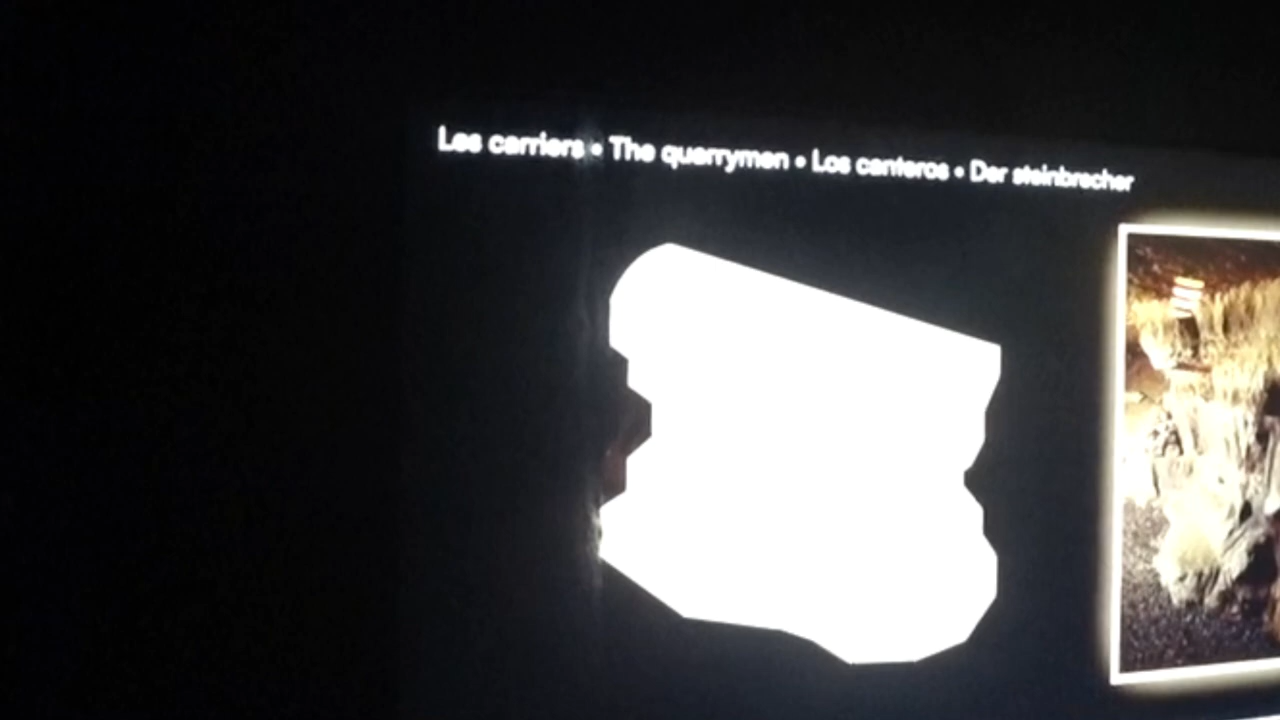 Les carriers • The quarrymen • Los canteros • Der steinbrecher